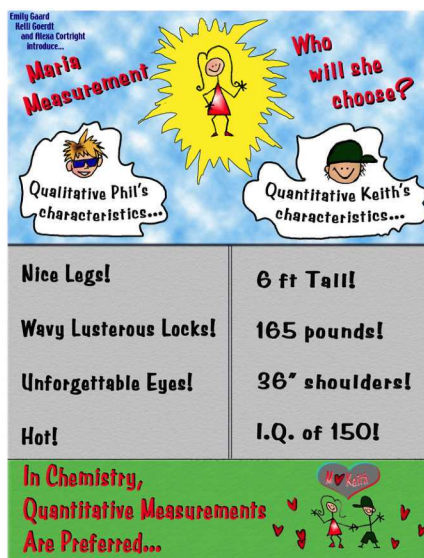 Emily Gaard
Kelli Goerdt
and Alexa Cortright
introduce...
Maria
Measurement
Who
will she
choose?
Qualitative Phil's
characteristics...
Quantitative Keith's
characteristics...
Nice Legs!
Wavy Lusterous Locks!
Unforgettable Eyes!
Hot!
6 ft Tall!
165 pounds!
36" shoulders!
I.Q. of 150!
In Chemistry,
Quantitative Measurements
Are Preferred...
M ♥ Keith